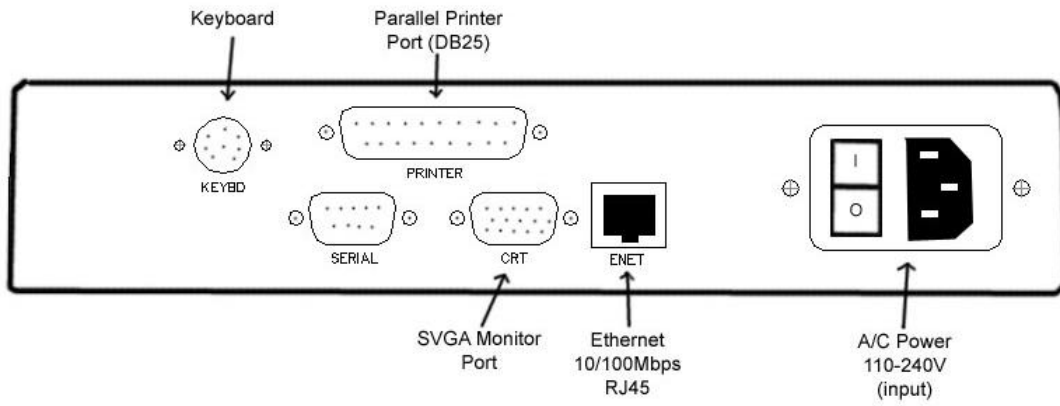 Keyboard
Parallel Printer
Port (DB25)
KEYBD
PRINTER
I
O
SERIAL
CRT
ENET
SVGA Monitor
Port
Ethernet
10/100Mbps
RJ45
A/C Power
110-240V
(input)